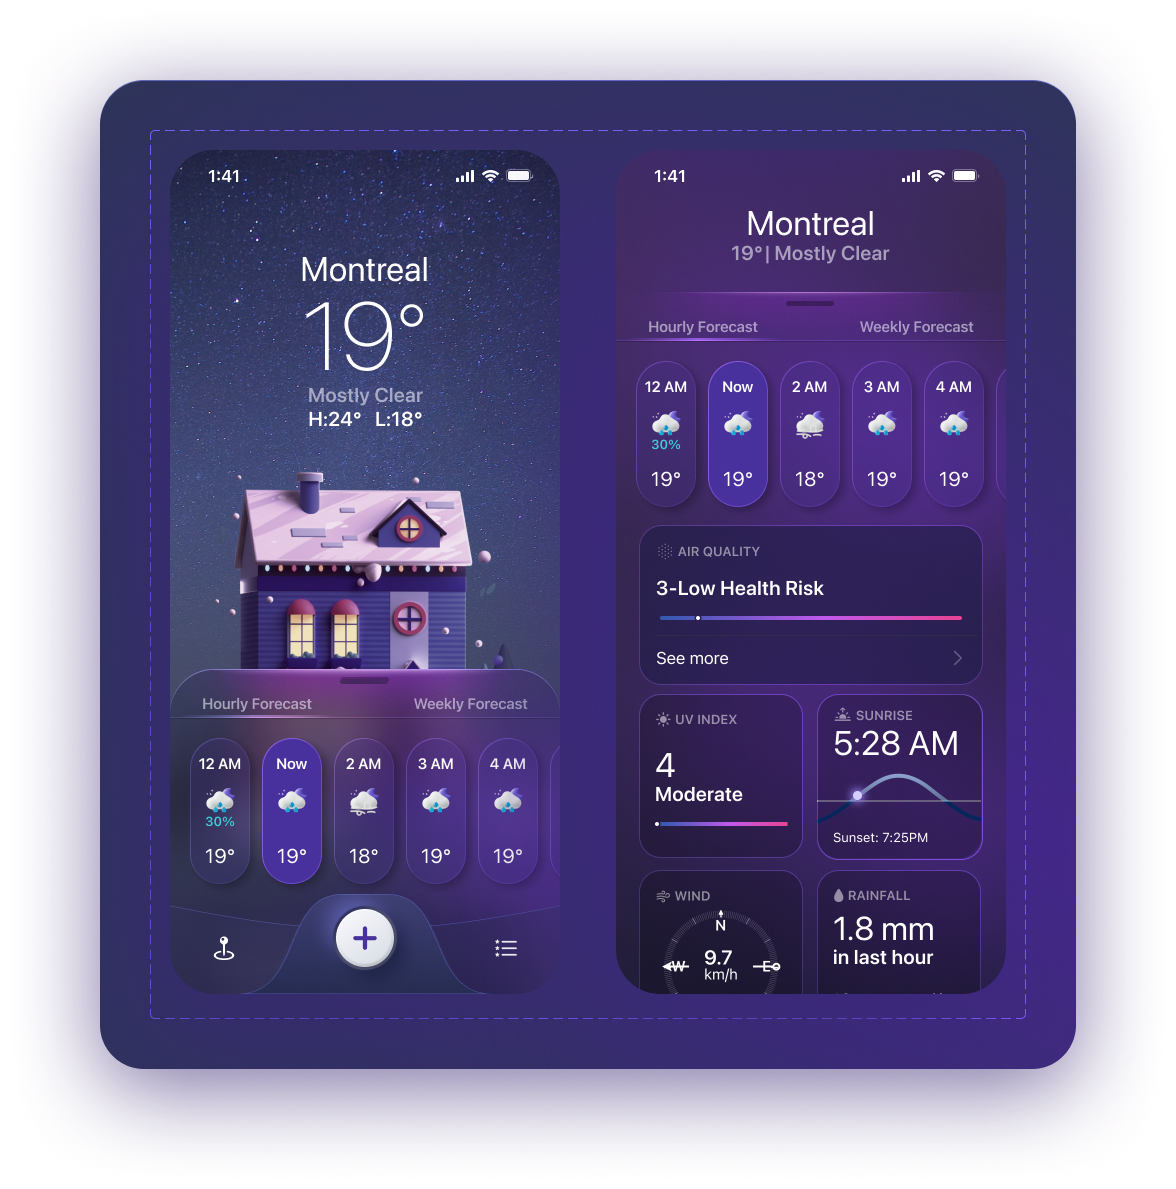 1:41
Montreal
19°
Mostly Clear
H:24° L:18°
Hourly Forecast Weekly Forecast
12 AM Now 2 AM 3 AM 4 AM
30%
19° 19° 18° 19° 19°
1:41
Montreal
19° | Mostly Clear
Hourly Forecast Weekly Forecast
12 AM Now 2 AM 3 AM 4 AM
30%
19° 19° 18° 19° 19°
AIR QUALITY
3-Low Health Risk
See more
UV INDEX
4
Moderate
SUNRISE
5:28 AM
Sunset: 7:25PM
WIND
N
W 9.7 E
km/h
RAINFALL
1.8 mm
in last hour